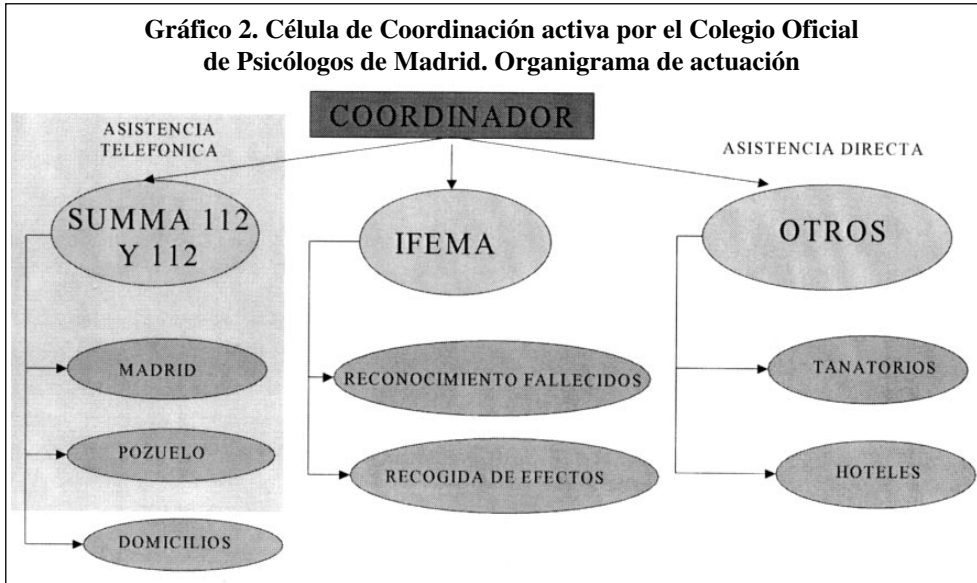 Gráfico 2. Célula de Coordinación activa por el Colegio Oficial
de Psicólogos de Madrid. Organigrama de actuación
COORDINADOR
ASISTENCIA
TELEFONICA
ASISTENCIA DIRECTA
SUMMA 112
Y 112
IFEMA
OTROS
MADRID
RECONOCIMIENTO FALLECIDOS
TANATORIOS
POZUELO
RECOGIDA DE EFECTOS
HOTELES
DOMICILIOS